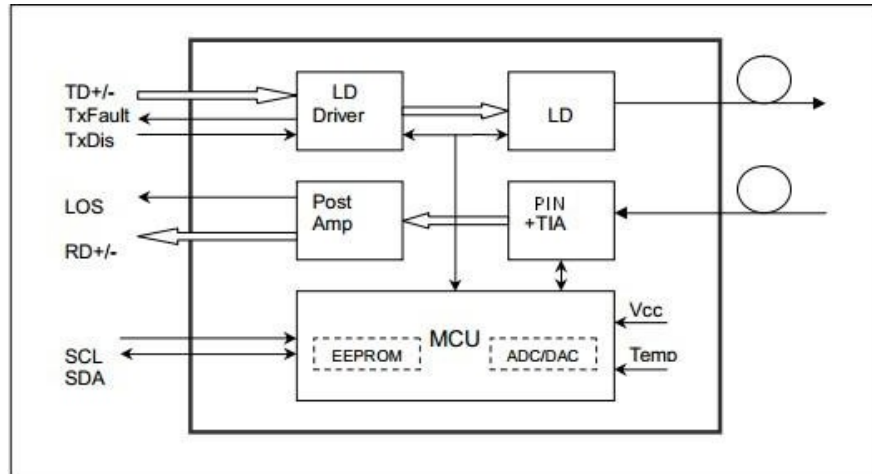 TD+/-
TxFault
TxDis
LD
Driver
LD
LOS
RD+/-
Post
Amp
PIN
+TIA
SCL
SDA
MCU
EEPROM
ADC/DAC
Vcc
Temp